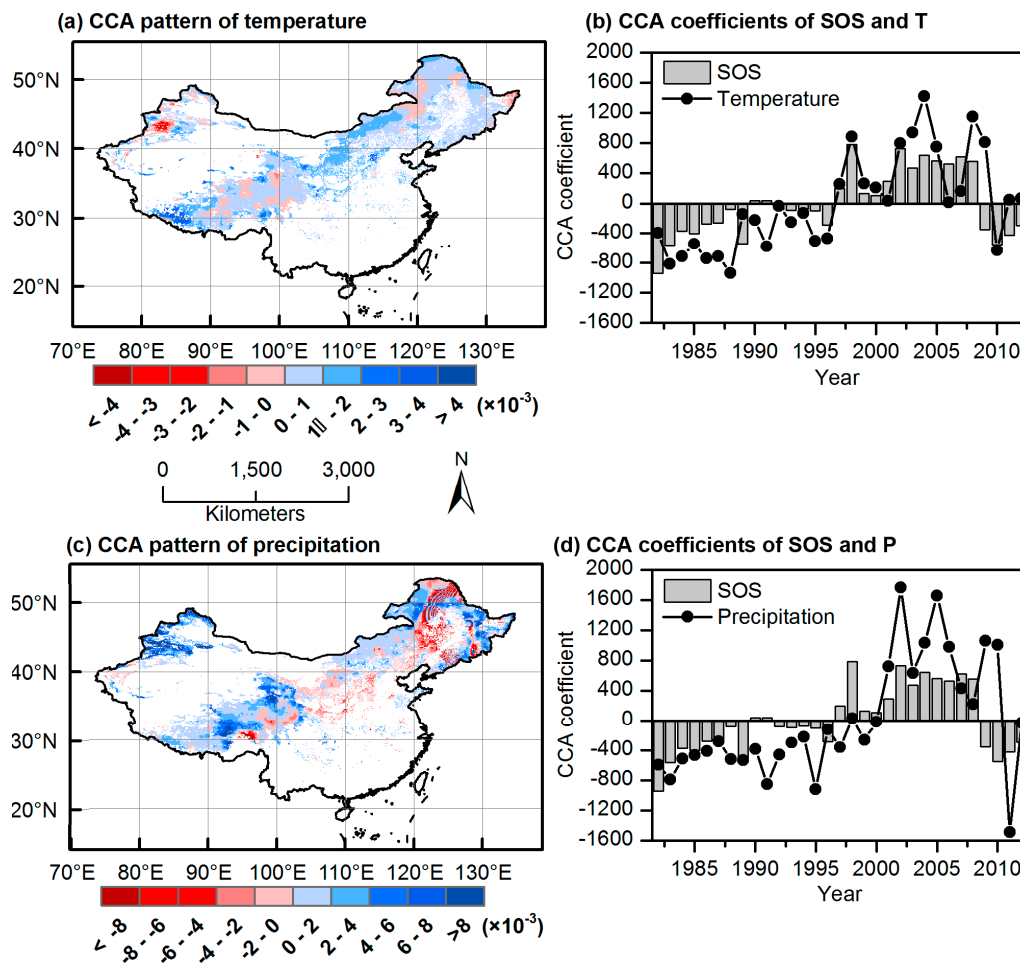 (a) CCA pattern of temperature
50°N
40°N
30°N
20°N
70°E 80°E 90°E 100°E 110°E 120°E 130°E
< -4 -4 - -3 -3 - -2 -2 - -1 -1 - 0 0 - 1 1 - 2 2 - 3 3 - 4 > 4 (×10⁻³)
(b) CCA coefficients of SOS and T
SOS
Temperature
CCA coefficient
2000
1600
1200
800
400
0
-400
-800
-1200
-1600
1985 1990 1995 2000 2005 2010
Year
0 1,500 3,000
Kilometers
N
(c) CCA pattern of precipitation
50°N
40°N
30°N
20°N
70°E 80°E 90°E 100°E 110°E 120°E 130°E
< -8 -8 - -6 -6 - -4 -4 - -2 -2 - 0 0 - 2 2 - 4 4 - 6 6 - 8 >8 (×10⁻³)
(d) CCA coefficients of SOS and P
SOS
Precipitation
CCA coefficient
2000
1600
1200
800
400
0
-400
-800
-1200
-1600
1985 1990 1995 2000 2005 2010
Year